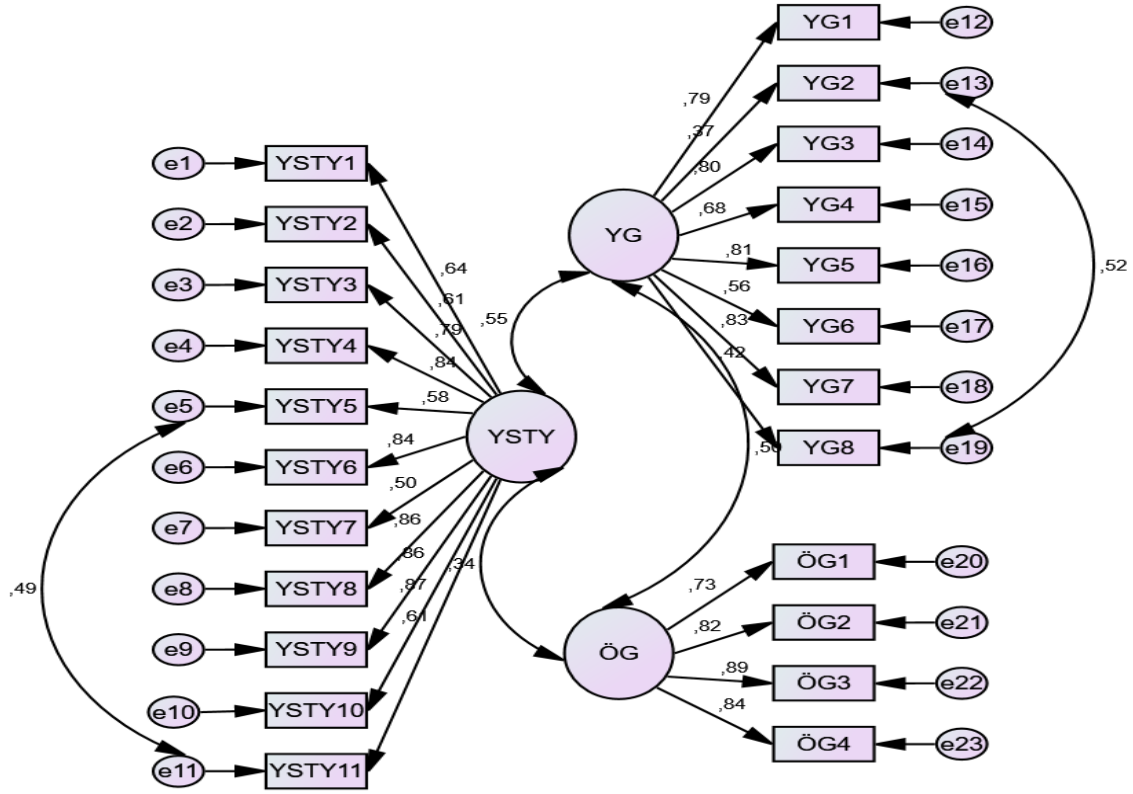 e1 YSTY1
e2 YSTY2
e3 YSTY3
e4 YSTY4
e5 YSTY5
e6 YSTY6
e7 YSTY7
e8 YSTY8
e9 YSTY9
e10 YSTY10
e11 YSTY11
,49
,64
,61
,79
,84
,58
,84
,50
,86
,86
,87
,61
YSTY
,55
,34
YG
,79
,37
,80
,68
,81
,56
,83
,42
YG1 e12
YG2 e13
YG3 e14
YG4 e15
YG5 e16
YG6 e17
YG7 e18
YG8 e19
,52
ÖG
,73
,82
,89
,84
ÖG1 e20
ÖG2 e21
ÖG3 e22
ÖG4 e23